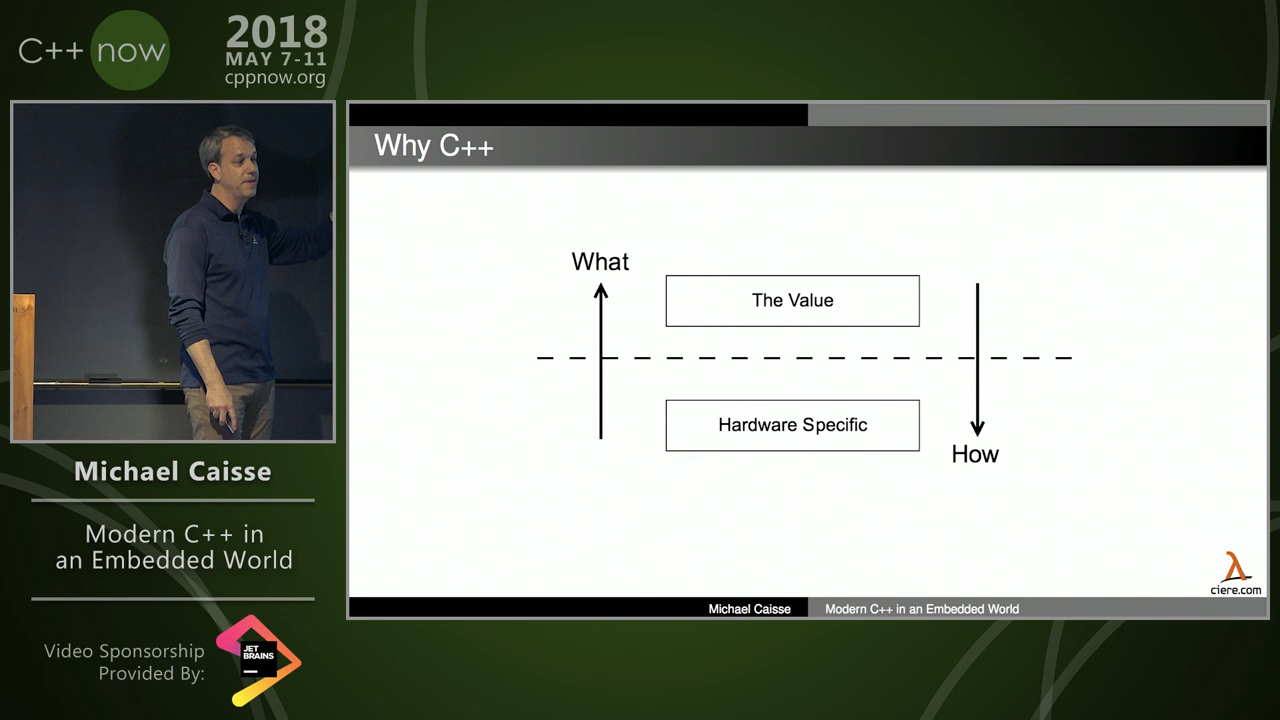 C++ now
2018
MAY 7-11
cppnow.org
Why C++
What
The Value
Hardware Specific
How
λ
ciere.com
Michael Caisse
Modern C++ in an Embedded World
Michael Caisse
Modern C++ in
an Embedded World
Video Sponsorship
Provided By:
JET
BRAINS